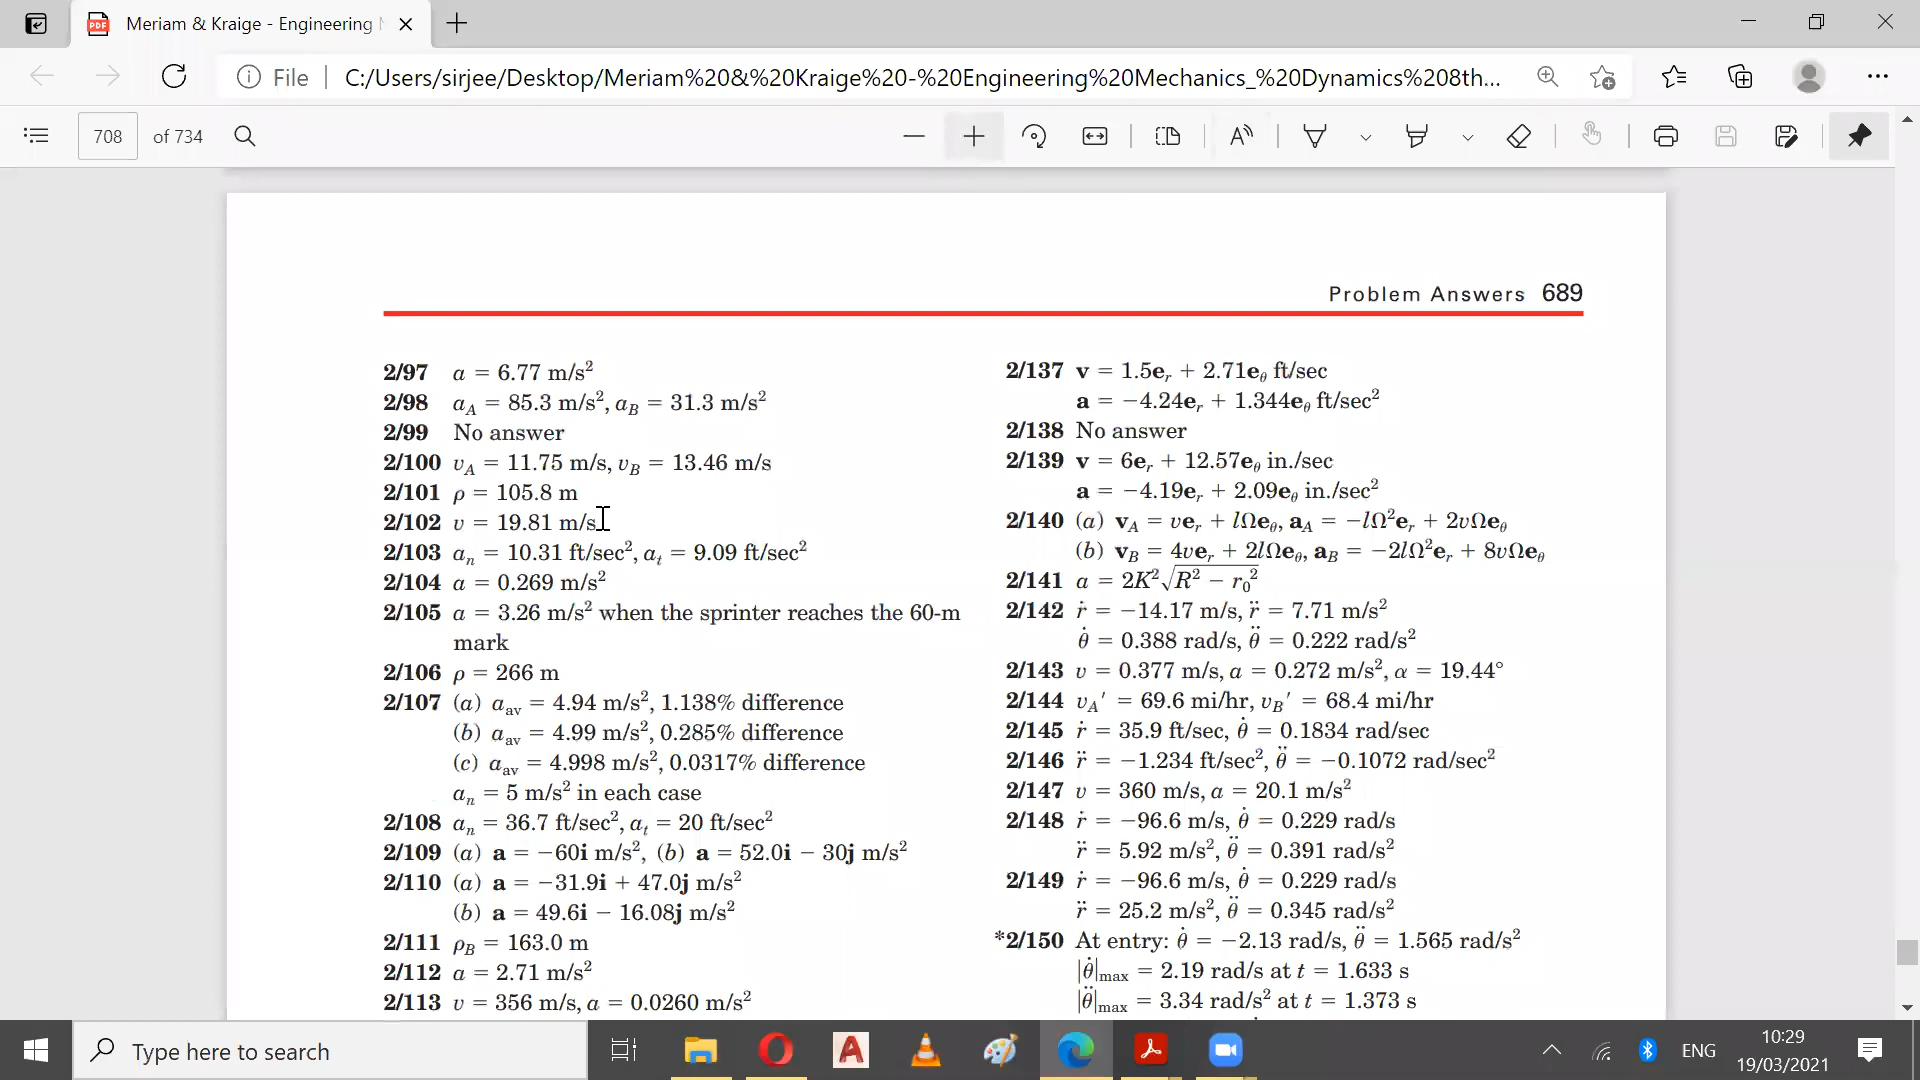 Meriam & Kraige - Engineering
File
C:/Users/sirjee/Desktop/Meriam%20&%20Kraige%20-%20Engineering%20Mechanics_%20Dynamics%208th...
708 of 734
Problem Answers 689
2/97 a = 6.77 m/s²
2/98 a_A = 85.3 m/s², a_B = 31.3 m/s²
2/99 No answer
2/100 v_A = 11.75 m/s, v_B = 13.46 m/s
2/101 ρ = 105.8 m
2/102 v = 19.81 m/s
2/103 a_n = 10.31 ft/sec², a_t = 9.09 ft/sec²
2/104 a = 0.269 m/s²
2/105 a = 3.26 m/s² when the sprinter reaches the 60-m
mark
2/106 ρ = 266 m
2/107 (a) a_av = 4.94 m/s², 1.138% difference
(b) a_av = 4.99 m/s², 0.285% difference
(c) a_av = 4.998 m/s², 0.0317% difference
a_n = 5 m/s² in each case
2/108 a_n = 36.7 ft/sec², a_t = 20 ft/sec²
2/109 (a) a = −60i m/s², (b) a = 52.0i − 30j m/s²
2/110 (a) a = −31.9i + 47.0j m/s²
(b) a = 49.6i − 16.08j m/s²
2/111 ρ_B = 163.0 m
2/112 a = 2.71 m/s²
2/113 v = 356 m/s, a = 0.0260 m/s²
2/137 v = 1.5e_r + 2.71e_θ ft/sec
a = −4.24e_r + 1.344e_θ ft/sec²
2/138 No answer
2/139 v = 6e_r + 12.57e_θ in./sec
a = −4.19e_r + 2.09e_θ in./sec²
2/140 (a) v_A = ve_r + lΩe_θ, a_A = −lΩ²e_r + 2vΩe_θ
(b) v_B = 4ve_r + 2lΩe_θ, a_B = −2lΩ²e_r + 8vΩe_θ
2/141 a = 2K²√(R² − r₀²)
2/142 ṙ = −14.17 m/s, r̈ = 7.71 m/s²
θ̇ = 0.388 rad/s, θ̈ = 0.222 rad/s²
2/143 v = 0.377 m/s, a = 0.272 m/s², α = 19.44°
2/144 v_A′ = 69.6 mi/hr, v_B′ = 68.4 mi/hr
2/145 ṙ = 35.9 ft/sec, θ̇ = 0.1834 rad/sec
2/146 r̈ = −1.234 ft/sec², θ̈ = −0.1072 rad/sec²
2/147 v = 360 m/s, a = 20.1 m/s²
2/148 ṙ = −96.6 m/s, θ̇ = 0.229 rad/s
r̈ = 5.92 m/s², θ̈ = 0.391 rad/s²
2/149 ṙ = −96.6 m/s, θ̇ = 0.229 rad/s
r̈ = 25.2 m/s², θ̈ = 0.345 rad/s²
*2/150 At entry: θ̇ = −2.13 rad/s, θ̈ = 1.565 rad/s²
|θ̇|max = 2.19 rad/s at t = 1.633 s
|θ̈|max = 3.34 rad/s² at t = 1.373 s
Type here to search
ENG
10:29
19/03/2021